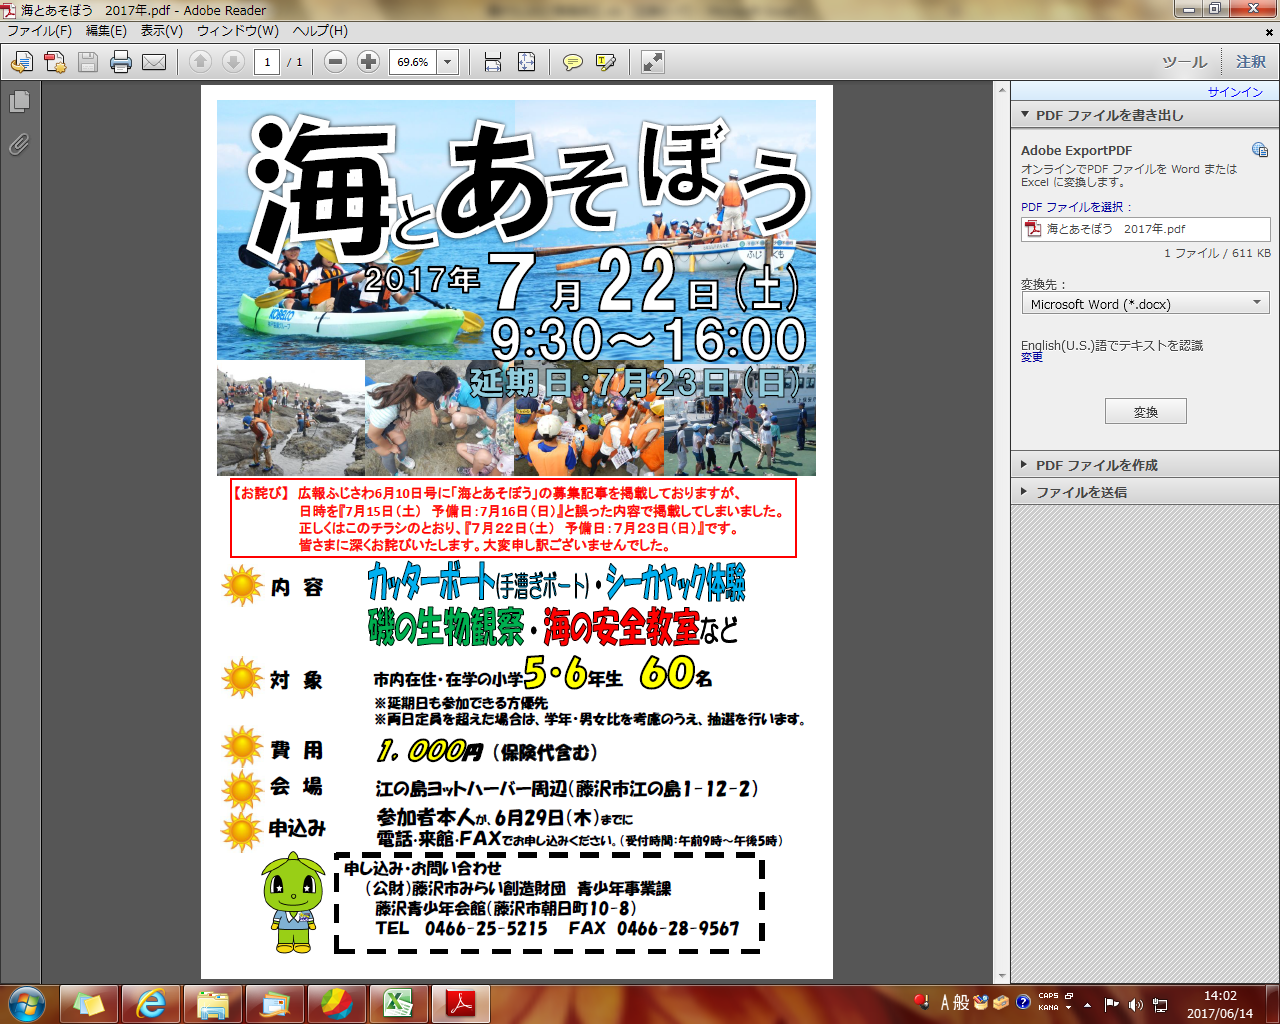 海とあそぼう　2017年.pdf - Adobe Reader
ファイル(F)　編集(E)　表示(V)　ウィンドウ(W)　ヘルプ(H)
1 / 1　69.6%　ツール　注釈
海とあそぼう
2017年 7月22日(土)
9:30～16:00
延期日:7月23日(日)
【お詫び】 広報ふじさわ6月10日号に「海とあそぼう」の募集記事を掲載しておりますが、
日時を『7月15日(土)　予備日:7月16日(日)』と誤った内容で掲載してしまいました。
正しくはこのチラシのとおり、『7月22日(土)　予備日:7月23日(日)』です。
皆さまに深くお詫びいたします。大変申し訳ございませんでした。
内容　カッターボート(手漕ぎボート)・シーカヤック体験
磯の生物観察・海の安全教室など
対象　市内在住・在学の小学5・6年生　60名
※延期日も参加できる方優先
※両日定員を超えた場合は、学年・男女比を考慮のうえ、抽選を行います。
費用　1,000円(保険代含む)
会場　江の島ヨットハーバー周辺(藤沢市江の島1-12-2)
申込み　参加者本人が、6月29日(木)までに
電話・来館・FAXでお申し込みください。(受付時間:午前9時～午後5時)
申し込み・お問い合わせ
(公財)藤沢市みらい創造財団　青少年事業課
藤沢青少年会館(藤沢市朝日町10-8)
TEL　0466-25-5215　FAX　0466-28-9567
サインイン
PDF ファイルを書き出し
Adobe ExportPDF
オンラインでPDF ファイルを Word または
Excel に変換します。
PDF ファイルを選択 :
海とあそぼう　2017年.pdf
1 ファイル / 611 KB
変換先 :
Microsoft Word (*.docx)
English(U.S.)語でテキストを認識
変更
変換
PDF ファイルを作成
ファイルを送信
A 般 CAPS KANA
14:02
2017/06/14